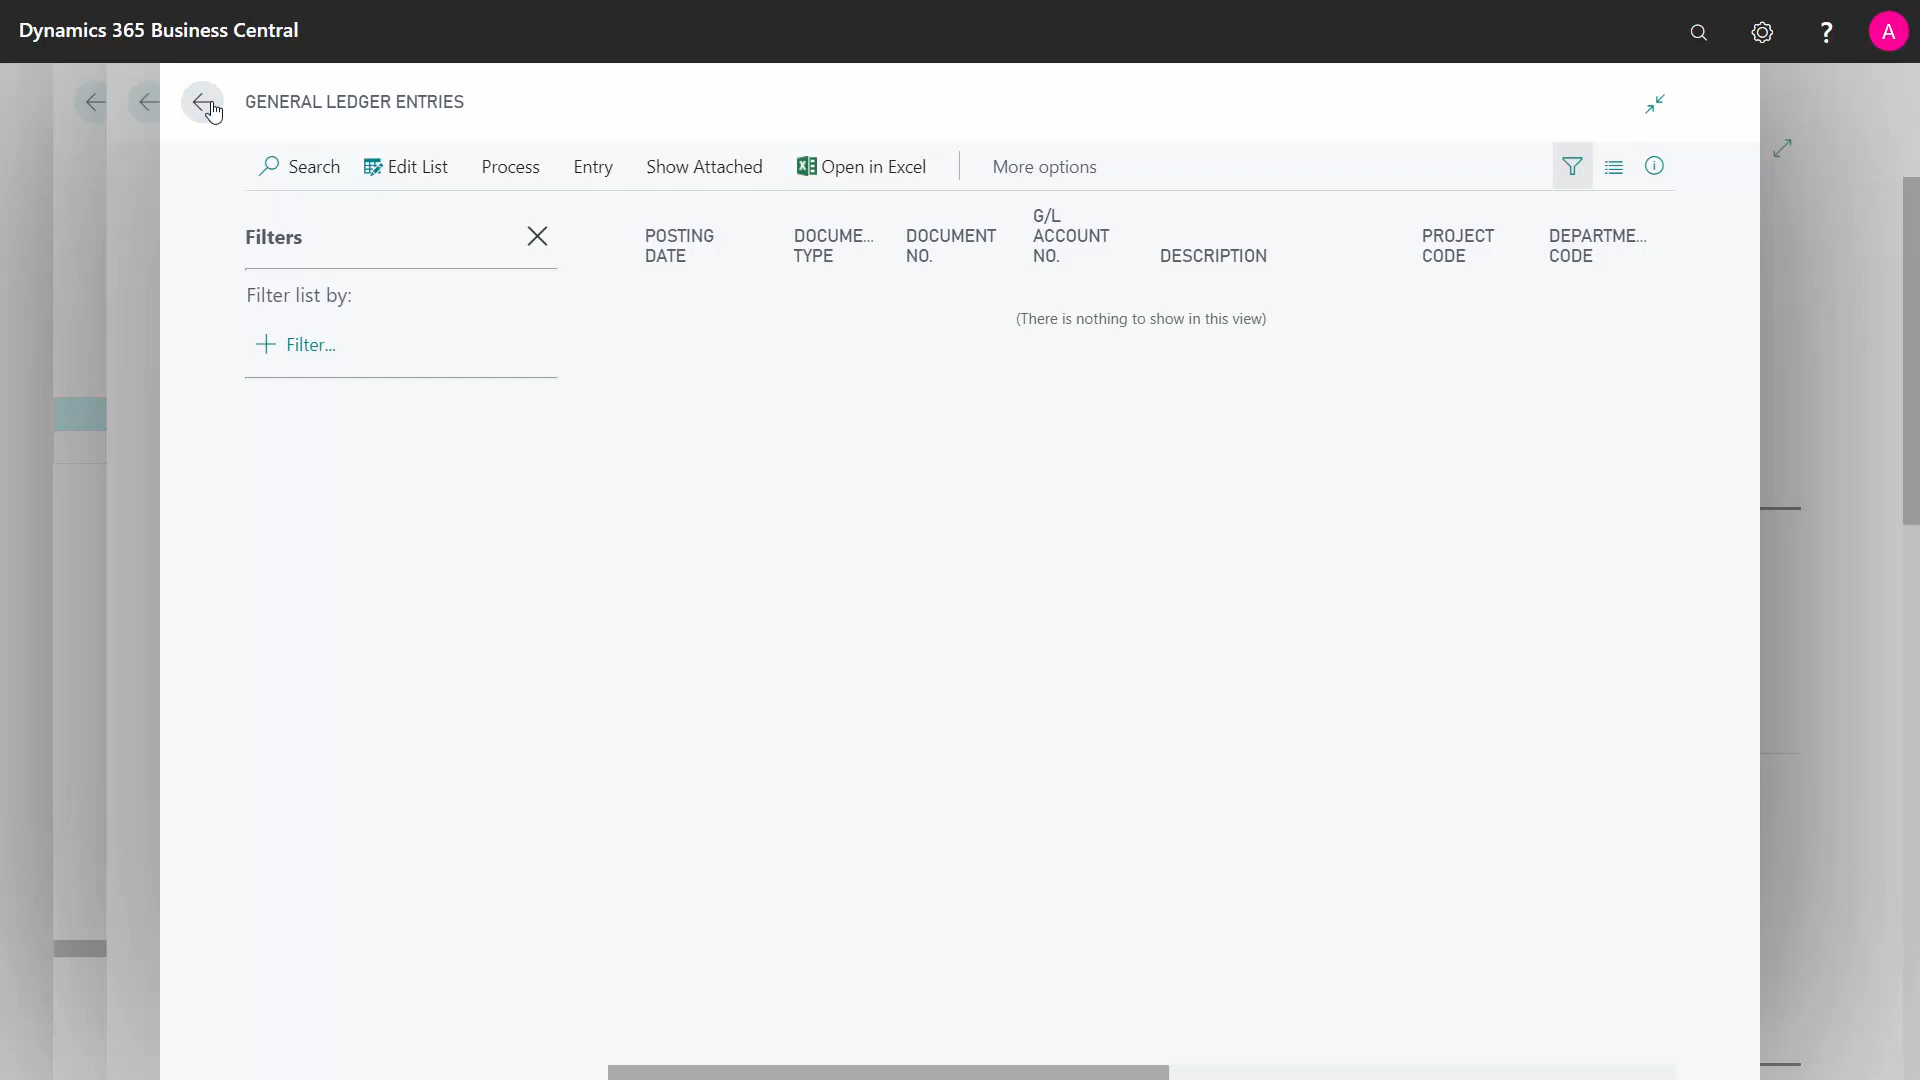 Dynamics 365 Business Central
?
A
GENERAL LEDGER ENTRIES
Search
Edit List
Process
Entry
Show Attached
Open in Excel
More options
Filters
Filter list by:
Filter...
POSTING
DATE
DOCUME...
TYPE
DOCUMENT
NO.
G/L
ACCOUNT
NO.
DESCRIPTION
PROJECT
CODE
DEPARTME...
CODE
(There is nothing to show in this view)